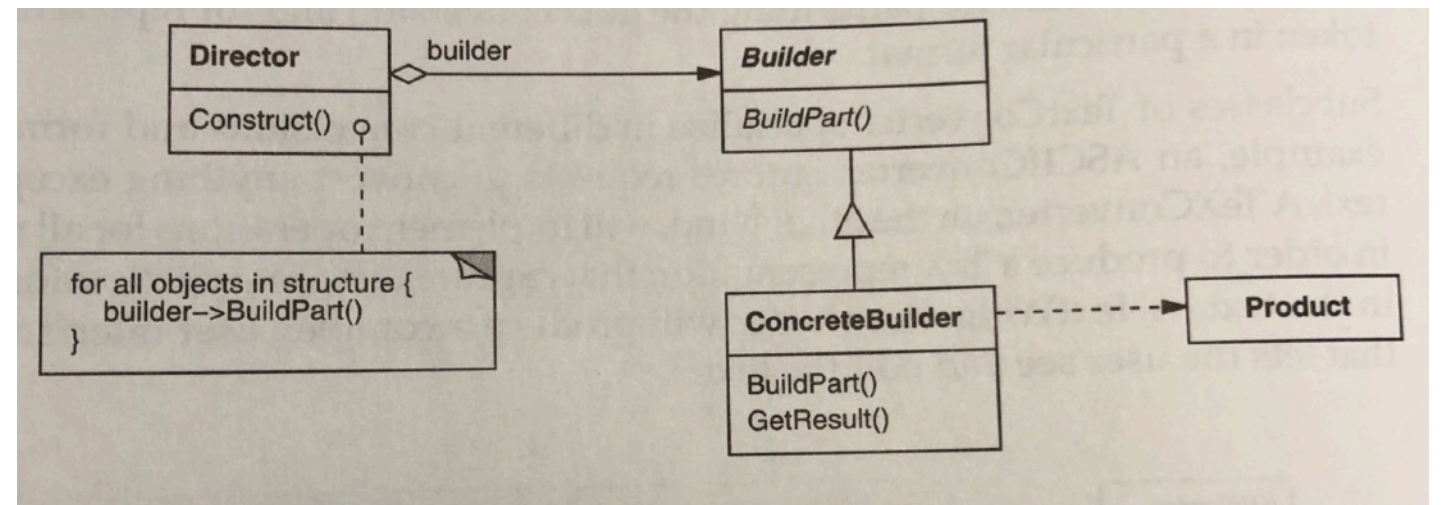 Director
Construct()
builder
Builder
BuildPart()
for all objects in structure {
builder–>BuildPart()
}
ConcreteBuilder
BuildPart()
GetResult()
Product